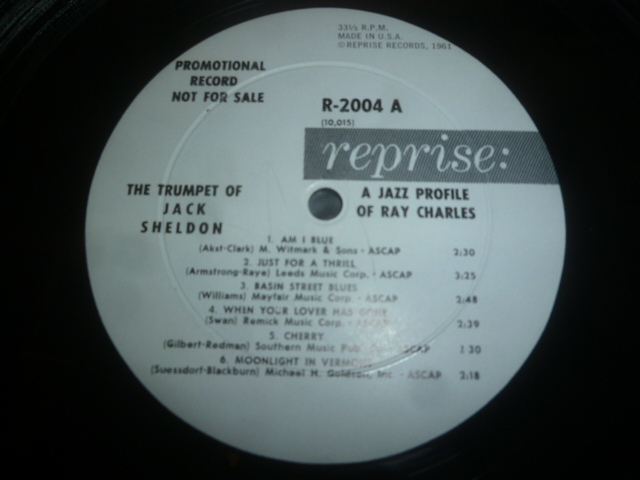 33⅓ R.P.M.
MADE IN U.S.A.
©REPRISE RECORDS, 1961
PROMOTIONAL
RECORD
NOT FOR SALE
R-2004 A
(10,015)
reprise:
THE TRUMPET OF
JACK
SHELDON
A JAZZ PROFILE
OF RAY CHARLES
1. AM I BLUE
(Akst-Clark) M. Witmark & Sons - ASCAP 2:30
2. JUST FOR A THRILL
(Armstrong-Raye) Leeds Music Corp. - ASCAP 3:25
3. BASIN STREET BLUES
(Williams) Mayfair Music Corp. - ASCAP 2:48
4. WHEN YOUR LOVER HAS GONE
(Swan) Remick Music Corp. - ASCAP 2:39
5. CHERRY
(Gilbert-Redman) Southern Music Pub. ASCAP 1 30
6. MOONLIGHT IN VERMONT
(Suessdorf-Blackburn) Michael H. Goldsen, Inc. - ASCAP 2:18